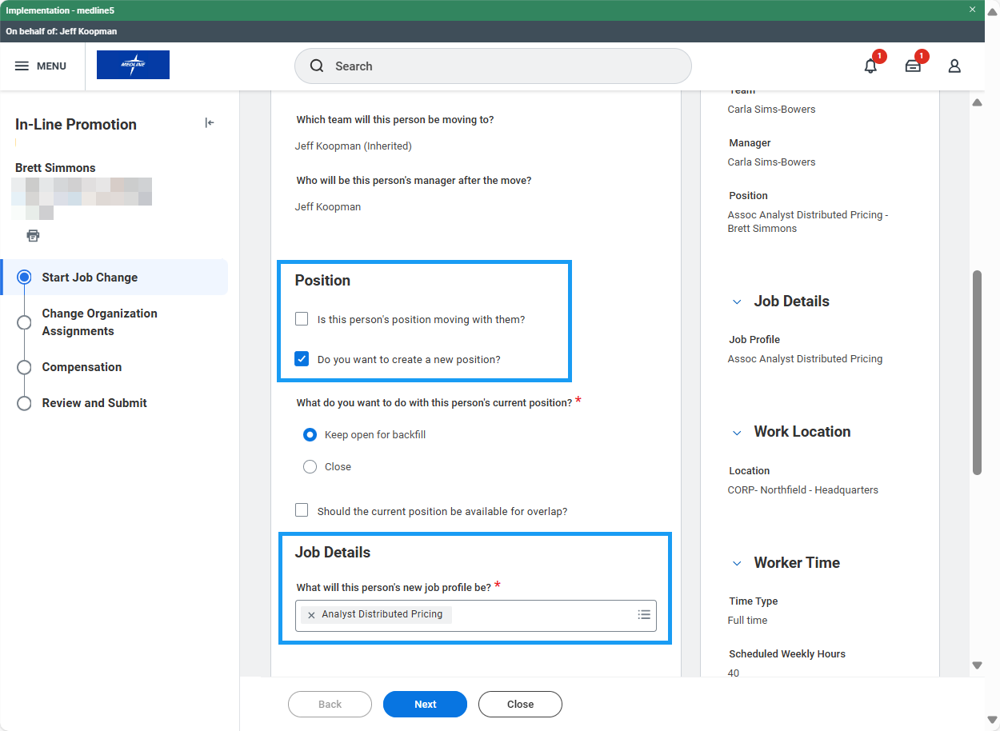 Implementation - medline5
On behalf of: Jeff Koopman
MENU
MEDLINE
Search
1
1
In-Line Promotion
Brett Simmons
Start Job Change
Change Organization
Assignments
Compensation
Review and Submit
Which team will this person be moving to?
Jeff Koopman (Inherited)
Who will be this person's manager after the move?
Jeff Koopman
Position
Is this person's position moving with them?
Do you want to create a new position?
What do you want to do with this person's current position? *
Keep open for backfill
Close
Should the current position be available for overlap?
Job Details
What will this person's new job profile be? *
Analyst Distributed Pricing
Back
Next
Close
Team
Carla Sims-Bowers
Manager
Carla Sims-Bowers
Position
Assoc Analyst Distributed Pricing -
Brett Simmons
Job Details
Job Profile
Assoc Analyst Distributed Pricing
Work Location
Location
CORP- Northfield - Headquarters
Worker Time
Time Type
Full time
Scheduled Weekly Hours
40